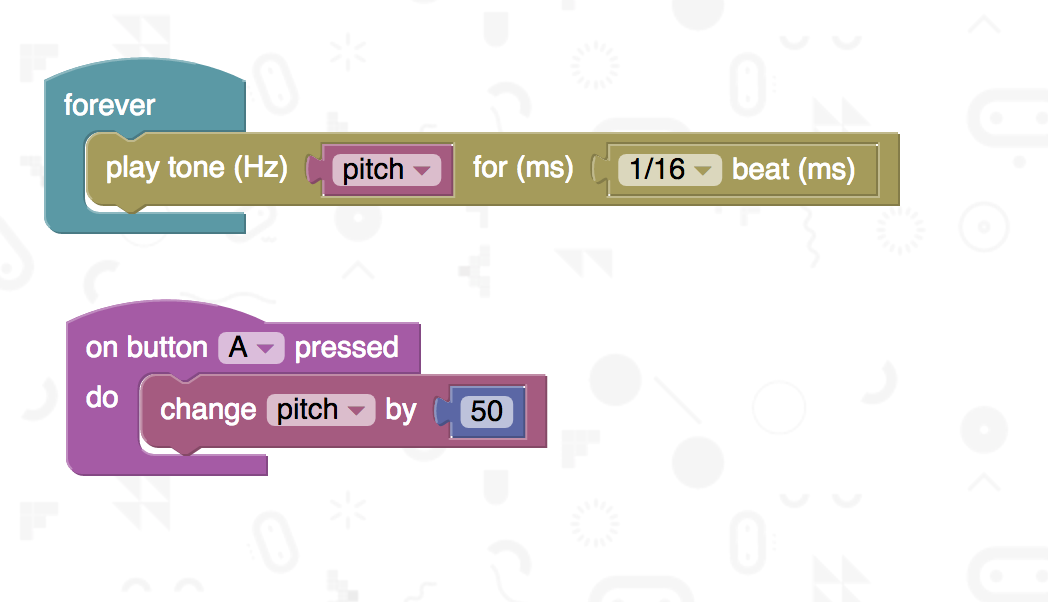 forever
play tone (Hz) pitch for (ms) 1/16 beat (ms)
on button A pressed
do change pitch by 50